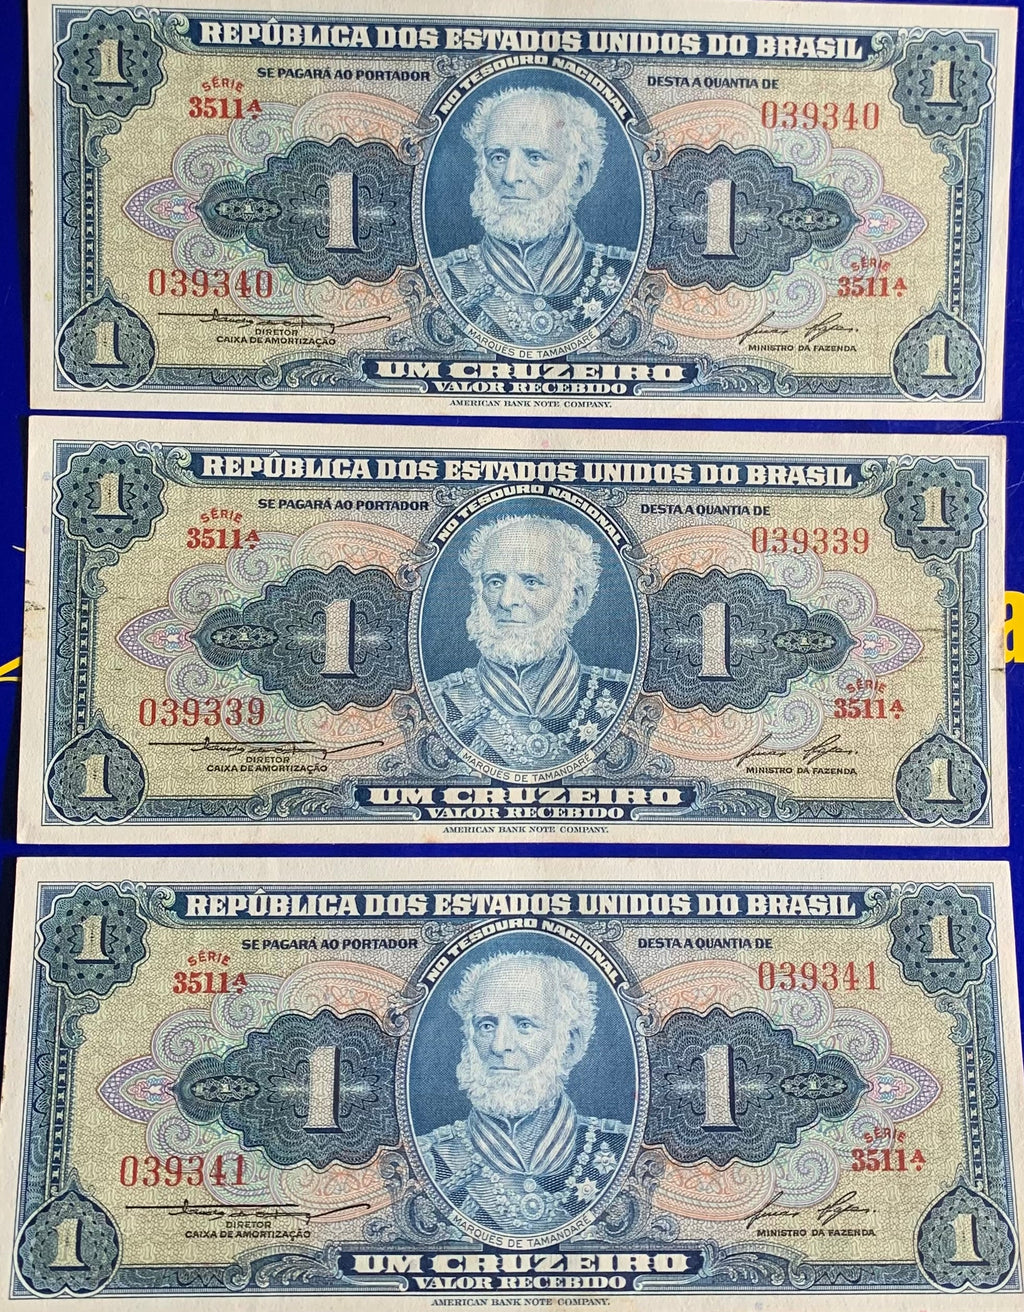 1 REPÚBLICA DOS ESTADOS UNIDOS DO BRASIL 1
SE PAGARÁ AO PORTADOR NO TESOURO NACIONAL DESTA A QUANTIA DE
SÉRIE
3511ª 039340
1 1 1 1
039340 SÉRIE
3511ª
DIRETOR
CAIXA DE AMORTIZAÇÃO
MINISTRO DA FAZENDA
MARQUES DE TAMANDARÉ
1 UM CRUZEIRO 1
VALOR RECEBIDO
AMERICAN BANK NOTE COMPANY.
1 REPÚBLICA DOS ESTADOS UNIDOS DO BRASIL 1
SE PAGARÁ AO PORTADOR NO TESOURO NACIONAL DESTA A QUANTIA DE
SÉRIE
3511ª 039339
1 1 1 1
039339 SÉRIE
3511ª
DIRETOR
CAIXA DE AMORTIZAÇÃO
MINISTRO DA FAZENDA
MARQUES DE TAMANDARÉ
1 UM CRUZEIRO 1
VALOR RECEBIDO
AMERICAN BANK NOTE COMPANY.
1 REPÚBLICA DOS ESTADOS UNIDOS DO BRASIL 1
SE PAGARÁ AO PORTADOR NO TESOURO NACIONAL DESTA A QUANTIA DE
SÉRIE
3511ª 039341
1 1 1 1
039341 SÉRIE
3511ª
DIRETOR
CAIXA DE AMORTIZAÇÃO
MINISTRO DA FAZENDA
MARQUES DE TAMANDARÉ
1 UM CRUZEIRO 1
VALOR RECEBIDO
AMERICAN BANK NOTE COMPANY.